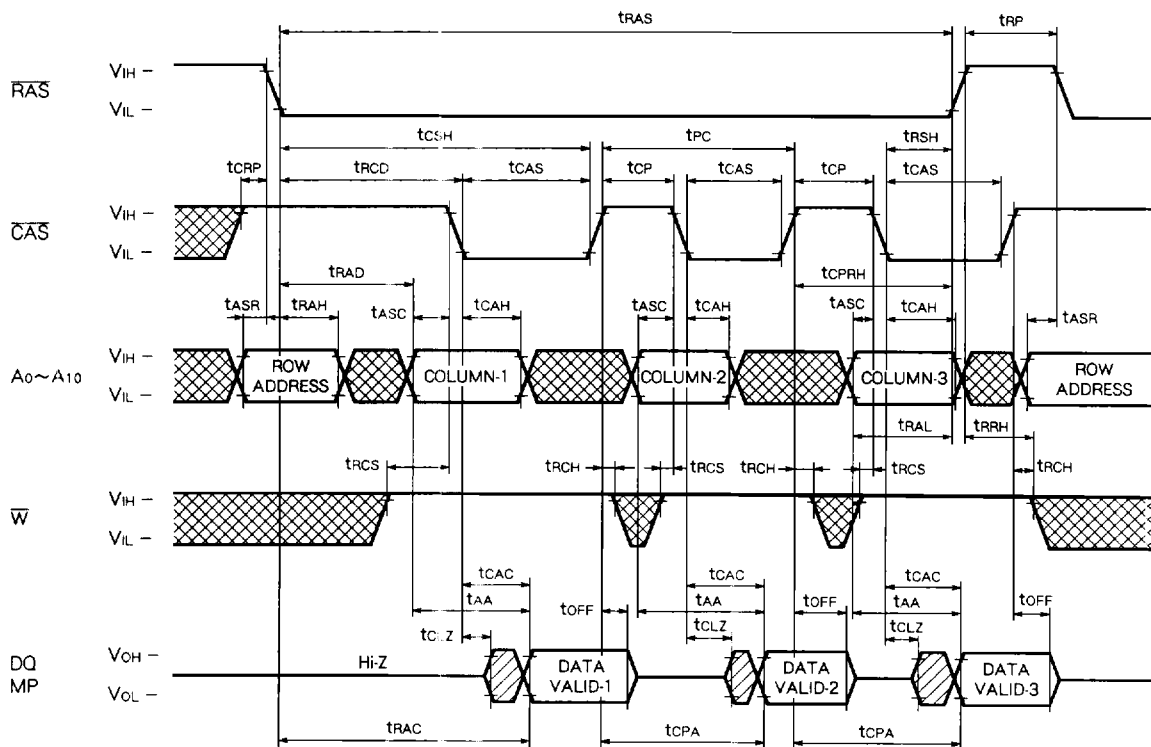 tRAS
tRP
RAS
VIH –
VIL –
tCSH
tPC
tRSH
tCRP
tRCD
tCAS
tCP
tCAS
tCP
tCAS
CAS
VIH –
VIL –
tRAD
tCPRH
tASR
tRAH
tASC
tCAH
tASC
tCAH
tASC
tCAH
tASR
A0~A10
VIH –
VIL –
ROW
ADDRESS
COLUMN-1
COLUMN-2
COLUMN-3
ROW
ADDRESS
tRAL
tRRH
tRCS
tRCH
tRCS
tRCH
tRCS
tRCH
W
VIH –
VIL –
tCAC
tCAC
tCAC
tAA
tOFF
tAA
tOFF
tAA
tOFF
tCLZ
tCLZ
tCLZ
DQ
MP
VOH –
VOL –
Hi-Z
DATA
VALID-1
DATA
VALID-2
DATA
VALID-3
tRAC
tCPA
tCPA